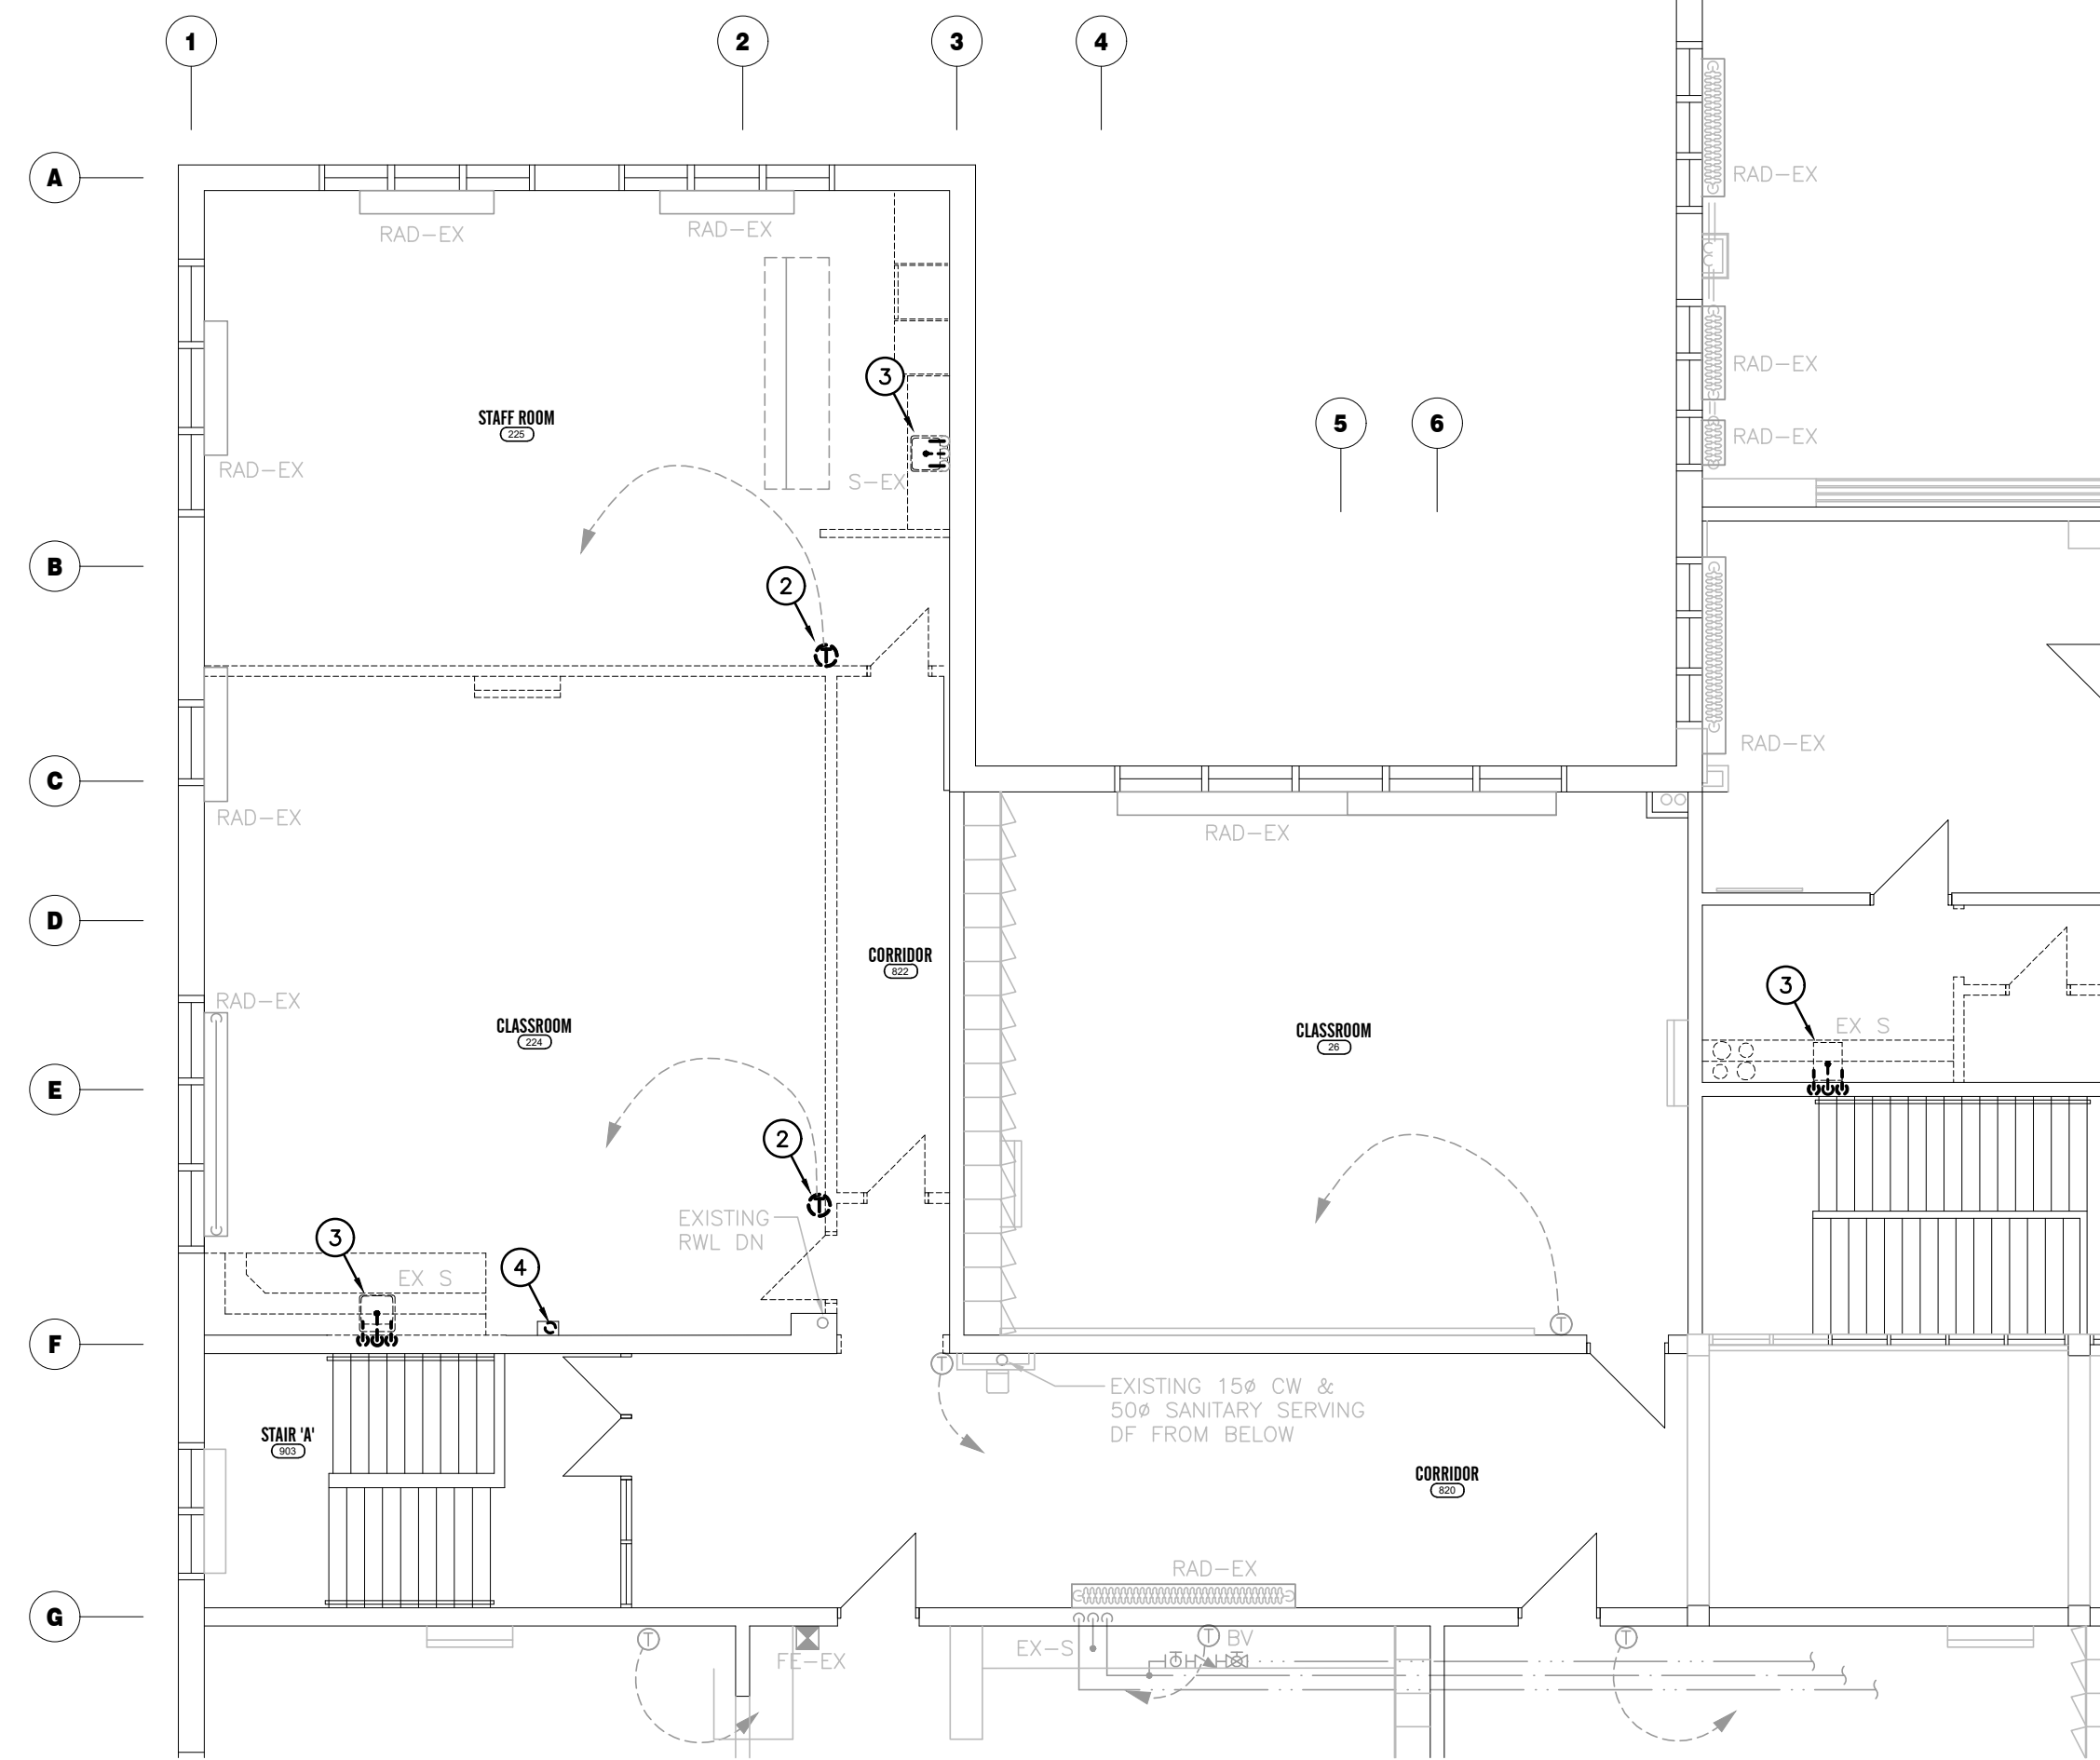 1
2
3
4
A
RAD-EX
RAD-EX
RAD-EX
RAD-EX
3
STAFF ROOM
225
5
6
RAD-EX
RAD-EX
S-EX
B
2
RAD-EX
C
RAD-EX
RAD-EX
D
CORRIDOR
822
3
RAD-EX
CLASSROOM
224
CLASSROOM
26
EX S
E
2
T
T
EXISTING
RWL DN
3
4
EX S
F
T
T
EXISTING 15ø CW &
50ø SANITARY SERVING
DF FROM BELOW
STAIR 'A'
903
CORRIDOR
820
RAD-EX
G
T
T
T
BV
EX-S
FE-EX